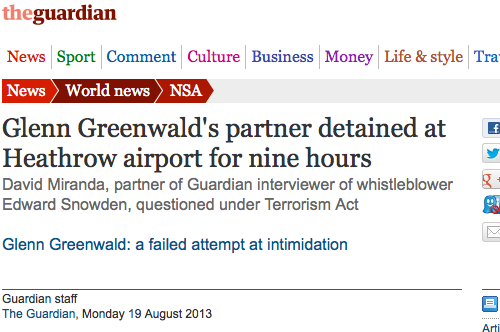 theguardian
News Sport Comment Culture Business Money Life & style Tra
News World news NSA
Glenn Greenwald's partner detained at
Heathrow airport for nine hours
David Miranda, partner of Guardian interviewer of whistleblower
Edward Snowden, questioned under Terrorism Act
Glenn Greenwald: a failed attempt at intimidation
Guardian staff
The Guardian, Monday 19 August 2013
Arti